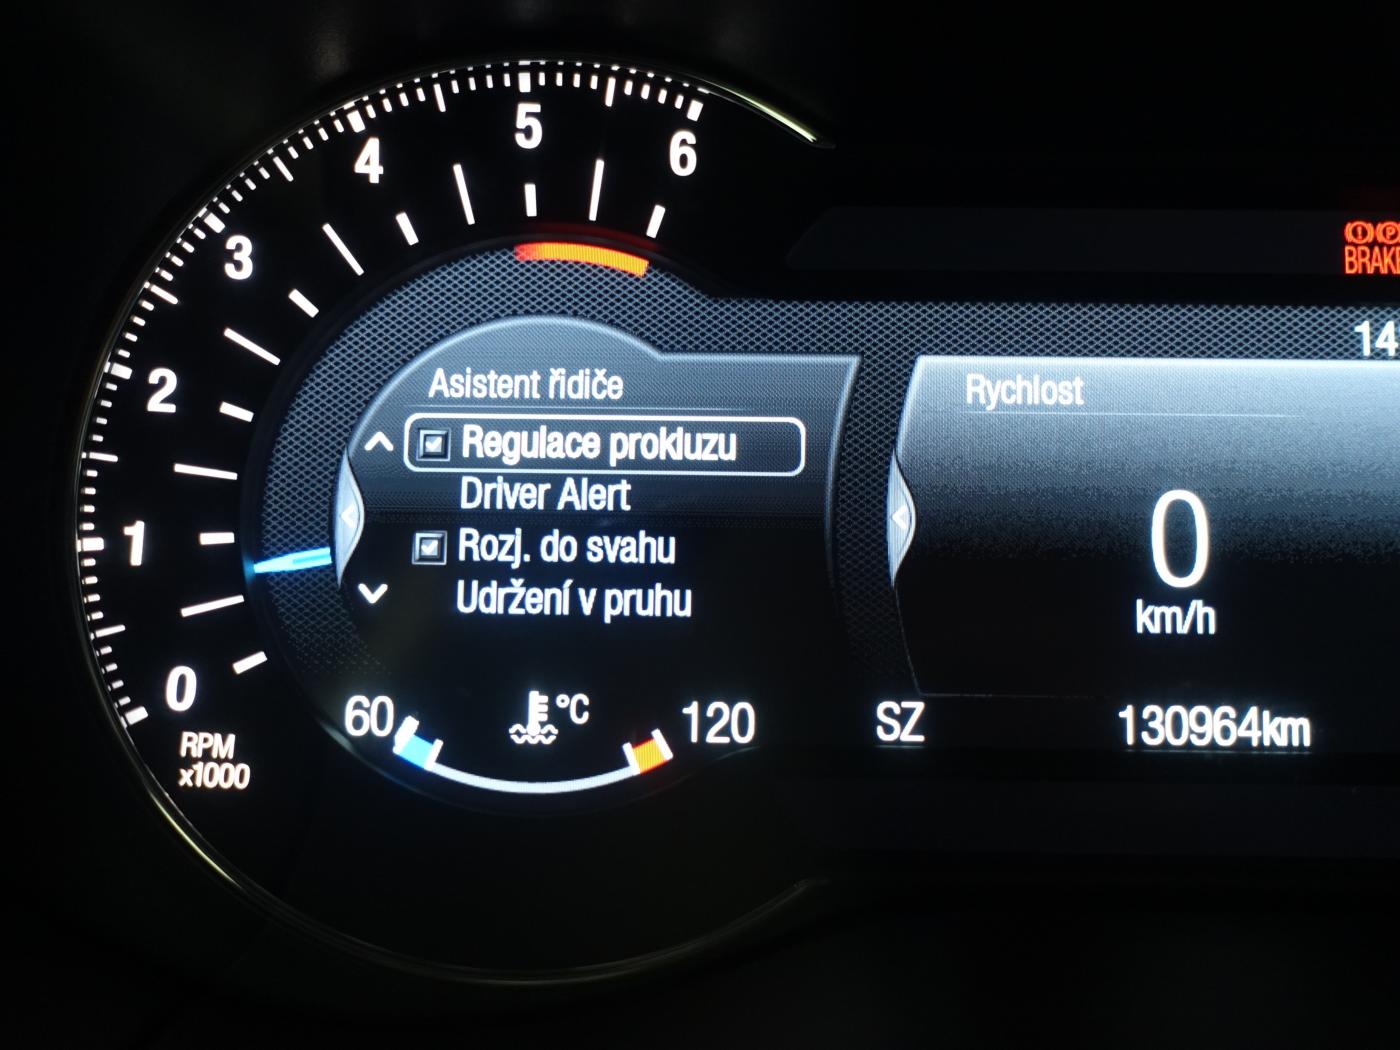 6
5
4
3
2
1
0
RPM
x1000
BRAKE
14
Asistent řidiče
Regulace prokluzu
Driver Alert
Rozj. do svahu
Udržení v pruhu
60
°C
120
Rychlost
0
km/h
SZ
130964km